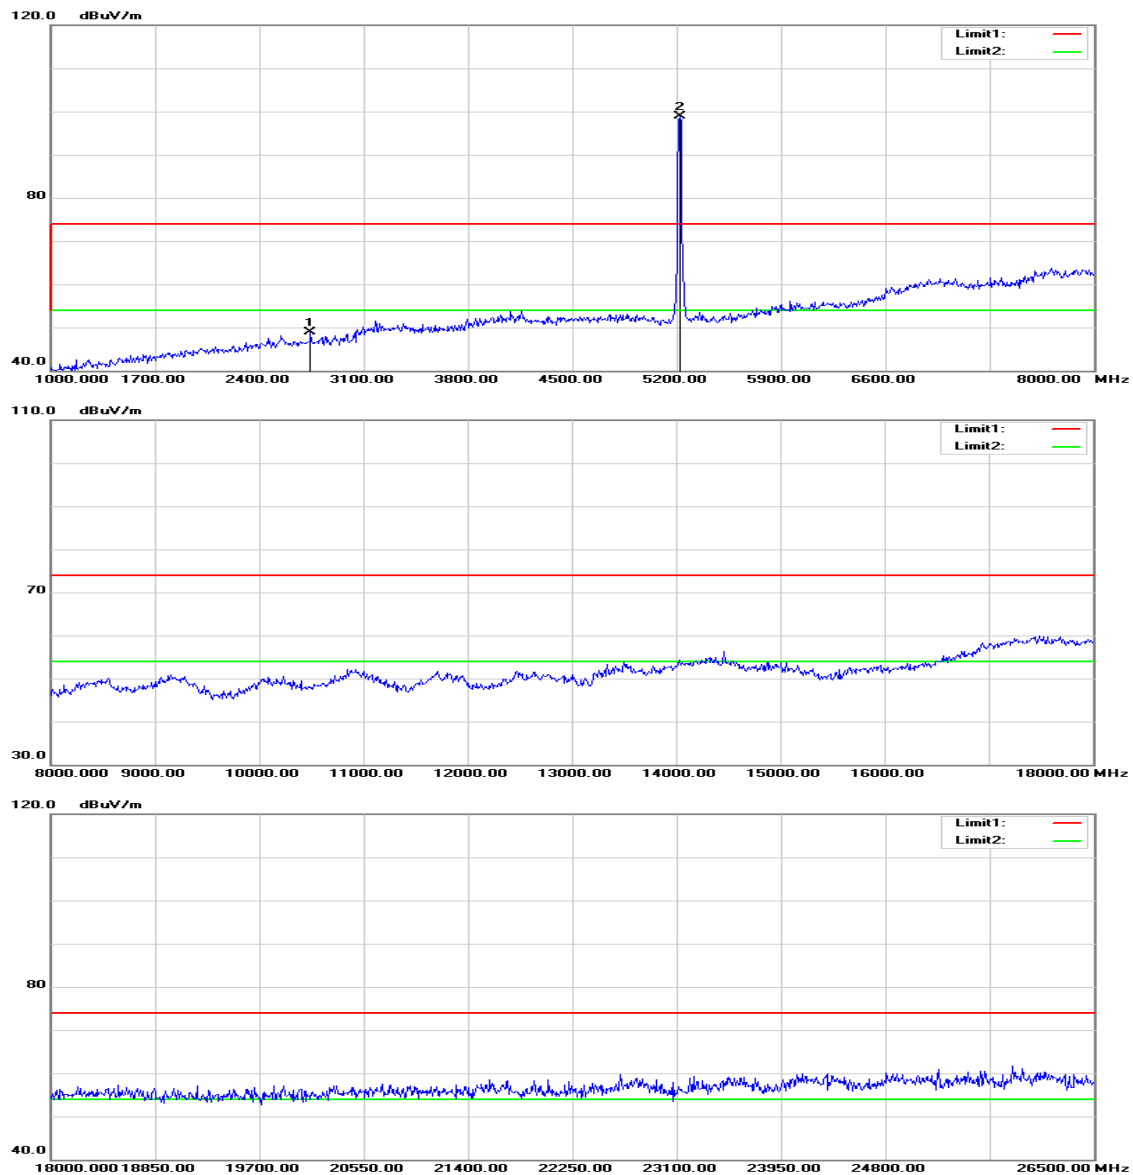 120.0 dBuV/m
Limit1:
Limit2:
2
80
1
40.0
1000.000 1700.00 2400.00 3100.00 3800.00 4500.00 5200.00 5900.00 6600.00 8000.00 MHz
110.0 dBuV/m
Limit1:
Limit2:
70
30.0
8000.000 9000.00 10000.00 11000.00 12000.00 13000.00 14000.00 15000.00 16000.00 18000.00 MHz
120.0 dBuV/m
Limit1:
Limit2:
80
40.0
18000.000 18850.00 19700.00 20550.00 21400.00 22250.00 23100.00 23950.00 24800.00 26500.00 MHz